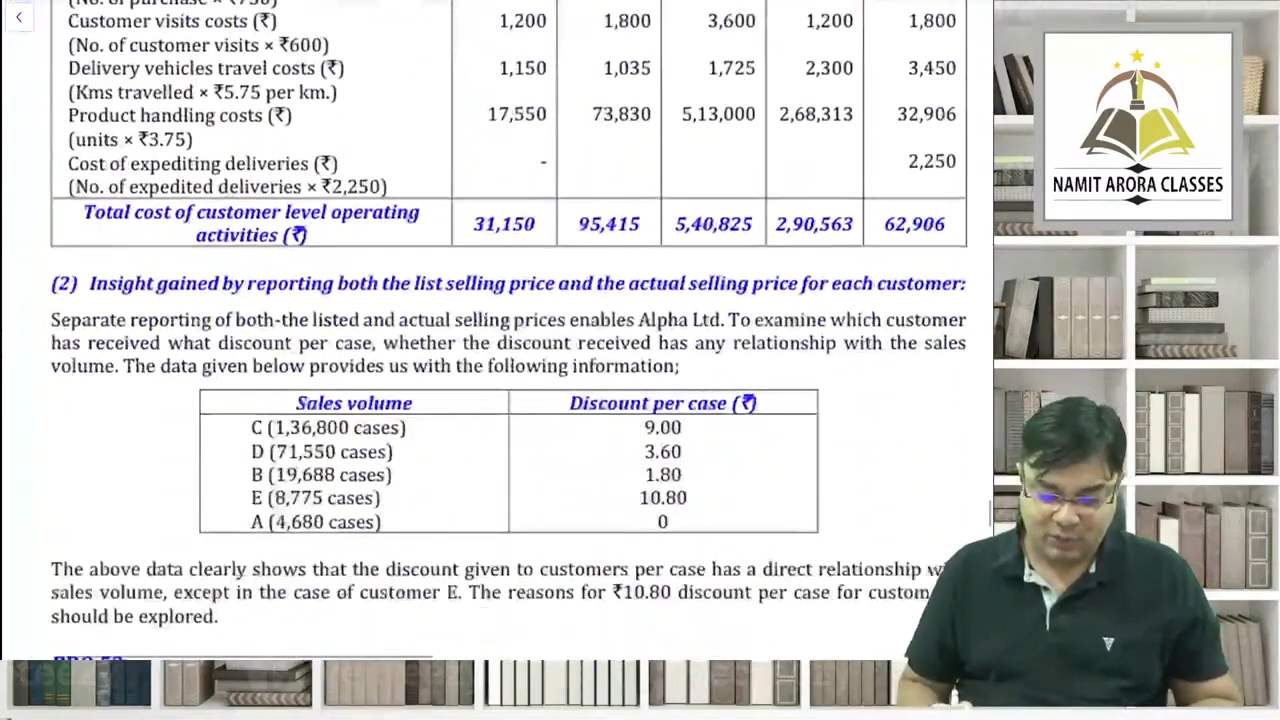 Customer visits costs (₹) 1,200 1,800 3,600 1,200 1,800
(No. of customer visits × ₹600)
Delivery vehicles travel costs (₹) 1,150 1,035 1,725 2,300 3,450
(Kms travelled × ₹5.75 per km.)
Product handling costs (₹) 17,550 73,830 5,13,000 2,68,313 32,906
(units × ₹3.75)
Cost of expediting deliveries (₹) - 2,250
(No. of expedited deliveries × ₹2,250)
Total cost of customer level operating activities (₹) 31,150 95,415 5,40,825 2,90,563 62,906
(2) Insight gained by reporting both the list selling price and the actual selling price for each customer:
Separate reporting of both-the listed and actual selling prices enables Alpha Ltd. To examine which customer
has received what discount per case, whether the discount received has any relationship with the sales
volume. The data given below provides us with the following information;
Sales volume Discount per case (₹)
C (1,36,800 cases) 9.00
D (71,550 cases) 3.60
B (19,688 cases) 1.80
E (8,775 cases) 10.80
A (4,680 cases) 0
The above data clearly shows that the discount given to customers per case has a direct relationship
sales volume, except in the case of customer E. The reasons for ₹10.80 discount per case for
should be explored.
NAMIT ARORA CLASSES